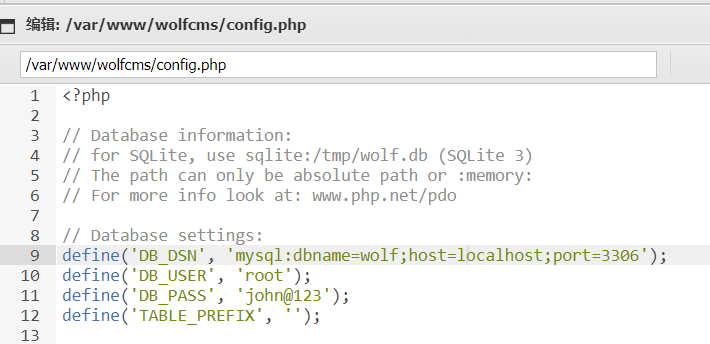 编辑: /var/www/wolfcms/config.php
/var/www/wolfcms/config.php
1 <?php
2
3 // Database information:
4 // for SQLite, use sqlite:/tmp/wolf.db (SQLite 3)
5 // The path can only be absolute path or :memory:
6 // For more info look at: www.php.net/pdo
7
8 // Database settings:
9 define('DB_DSN', 'mysql:dbname=wolf;host=localhost;port=3306');
10 define('DB_USER', 'root');
11 define('DB_PASS', 'john@123');
12 define('TABLE_PREFIX', '');
13